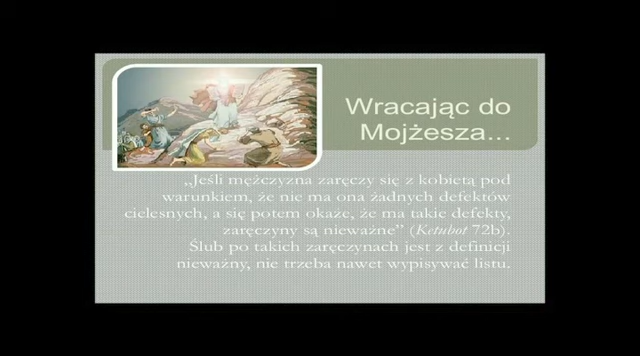 Wracając do
Mojżesza...
„Jeśli mężczyzna zaręczy się z kobietą pod
warunkiem, że nie ma ona żadnych defektów
cielesnych, a się potem okaże, że ma takie defekty,
zaręczyny są nieważne” (Ketubot 72b).
Ślub po takich zaręczynach jest z definicji
nieważny, nie trzeba nawet wypisywać listu.